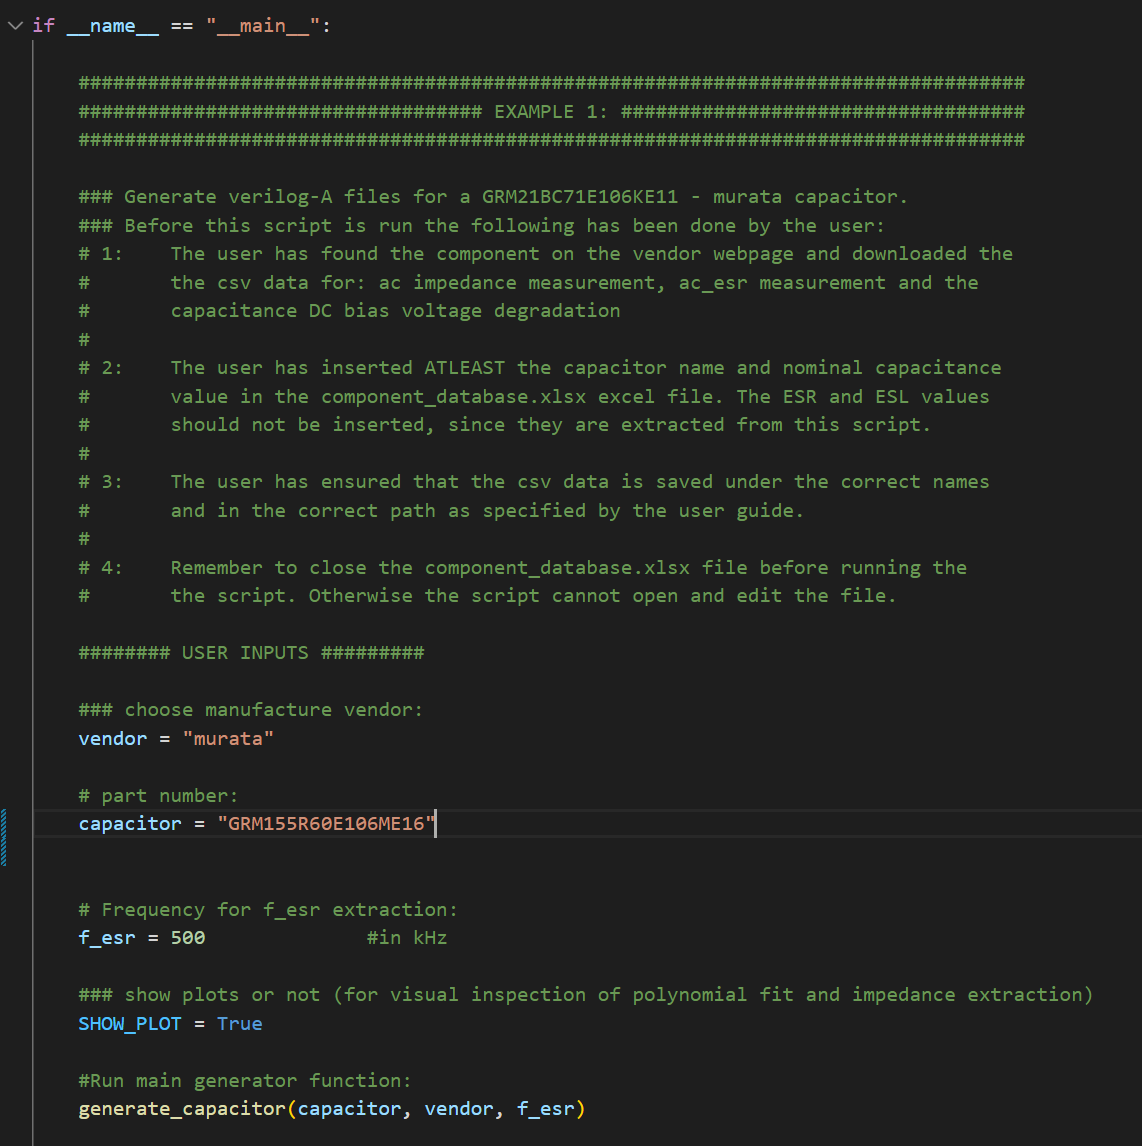 if __name__ == "__main__":
##################################################################################
################################### EXAMPLE 1: ###################################
##################################################################################
### Generate verilog-A files for a GRM21BC71E106KE11 - murata capacitor.
### Before this script is run the following has been done by the user:
# 1:    The user has found the component on the vendor webpage and downloaded the
#       the csv data for: ac impedance measurement, ac_esr measurement and the
#       capacitance DC bias voltage degradation
#
# 2:    The user has inserted ATLEAST the capacitor name and nominal capacitance
#       value in the component_database.xlsx excel file. The ESR and ESL values
#       should not be inserted, since they are extracted from this script.
#
# 3:    The user has ensured that the csv data is saved under the correct names
#       and in the correct path as specified by the user guide.
#
# 4:    Remember to close the component_database.xlsx file before running the
#       the script. Otherwise the script cannot open and edit the file.
######## USER INPUTS #########
### choose manufacture vendor:
vendor = "murata"
# part number:
capacitor = "GRM155R60E106ME16"
# Frequency for f_esr extraction:
f_esr = 500              #in kHz
### show plots or not (for visual inspection of polynomial fit and impedance extraction)
SHOW_PLOT = True
#Run main generator function:
generate_capacitor(capacitor, vendor, f_esr)